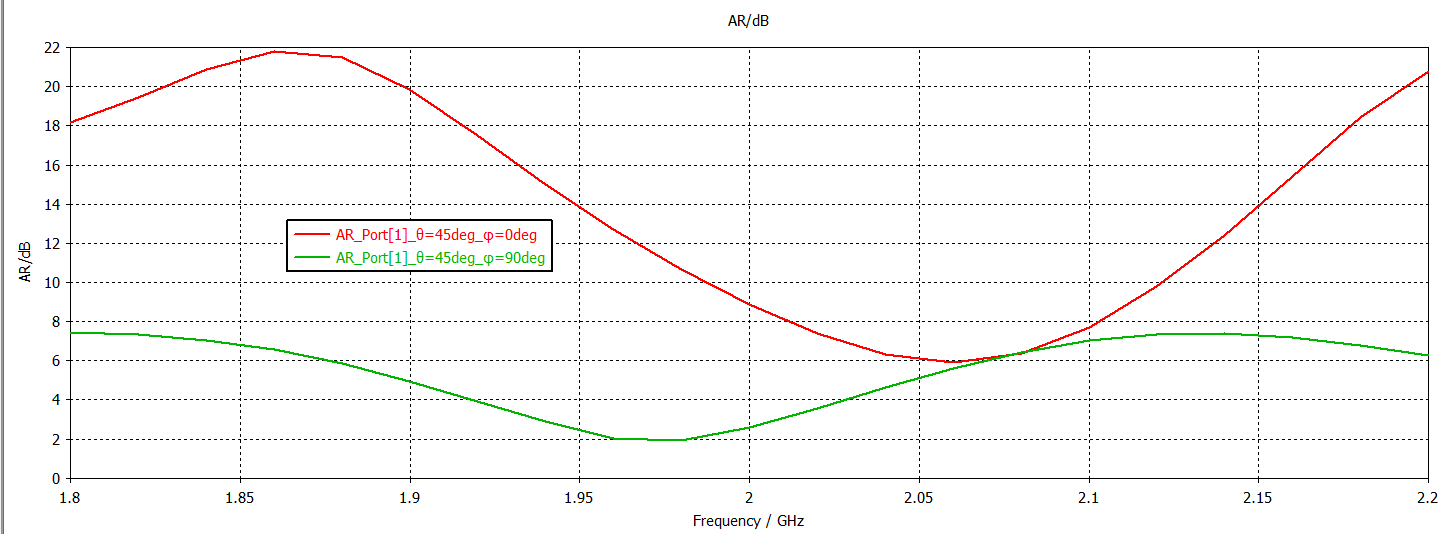 AR/dB
22
20
18
16
14
12
10
8
6
4
2
0
AR/dB
AR_Port[1]_θ=45deg_φ=0deg
AR_Port[1]_θ=45deg_φ=90deg
1.8 1.85 1.9 1.95 2 2.05 2.1 2.15 2.2
Frequency / GHz